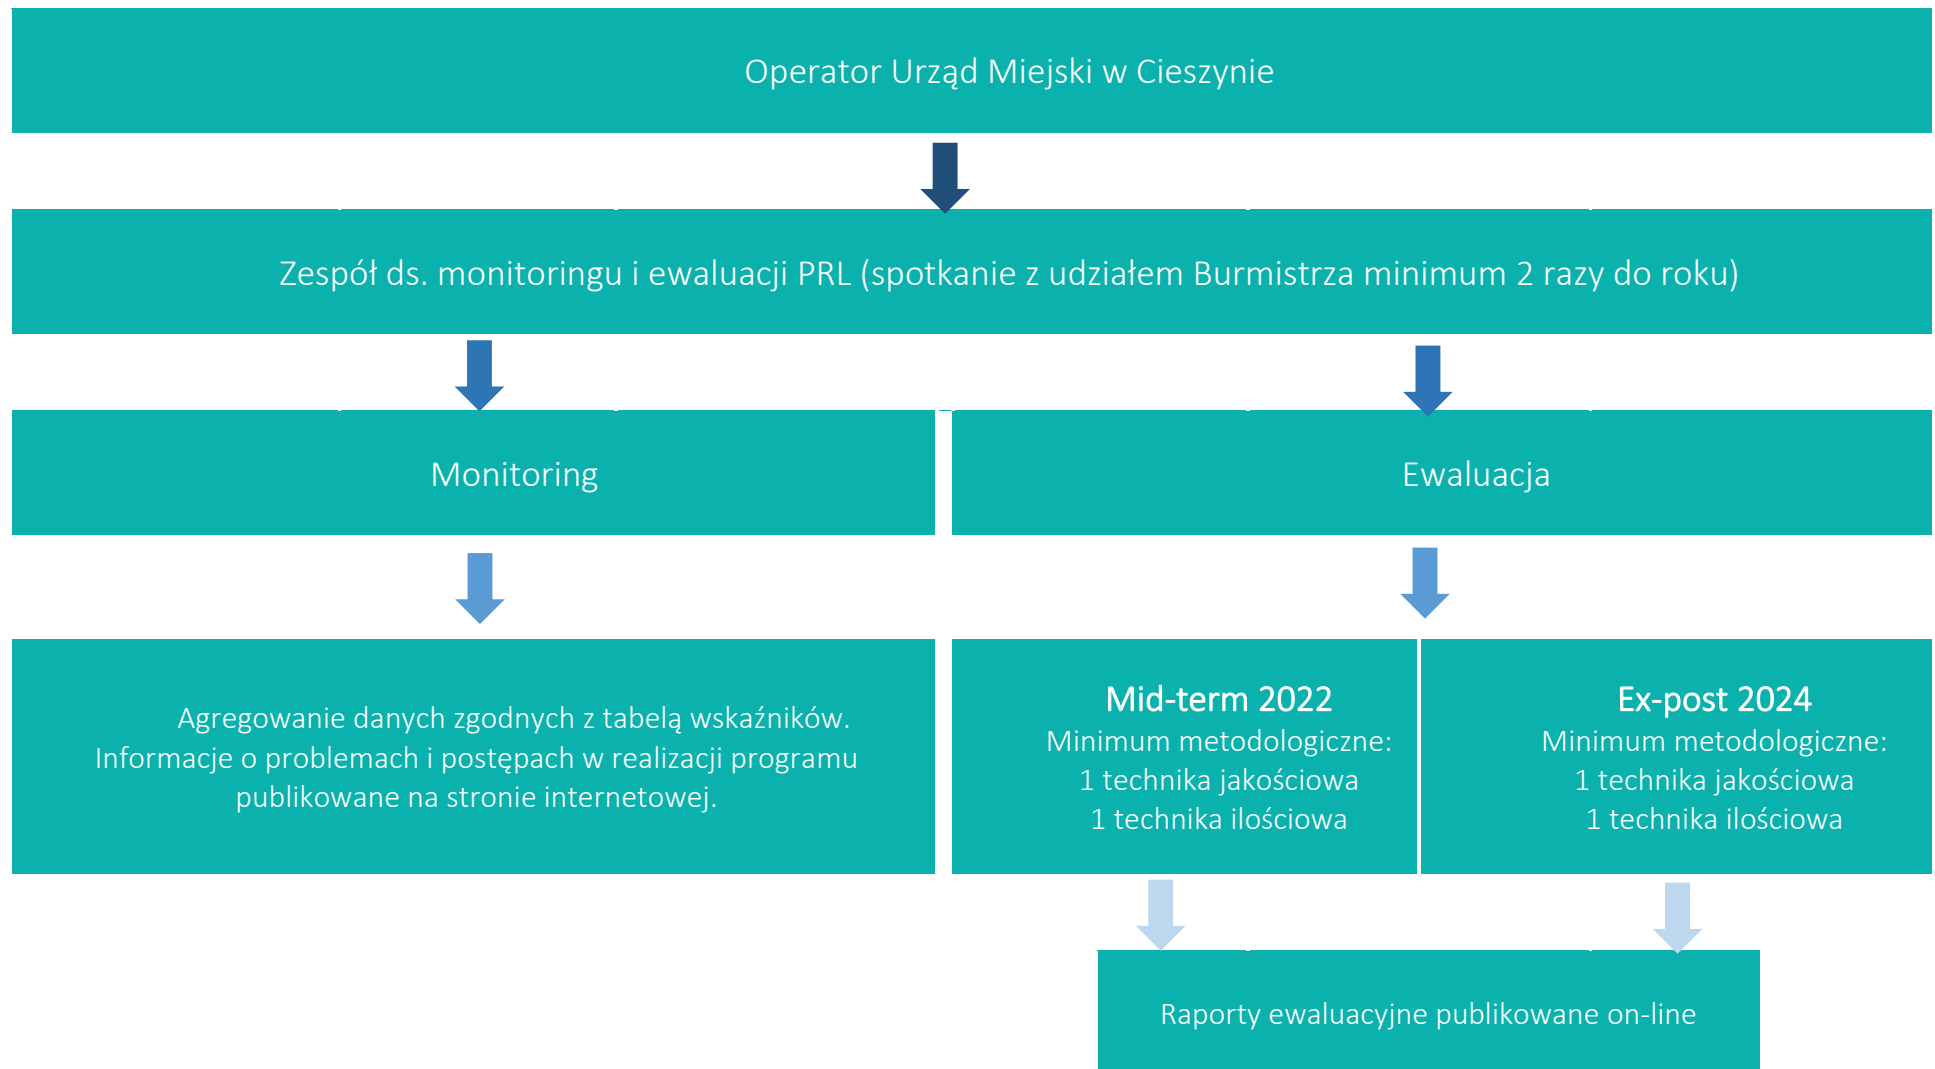 Operator Urząd Miejski w Cieszynie
Zespół ds. monitoringu i ewaluacji PRL (spotkanie z udziałem Burmistrza minimum 2 razy do roku)
Monitoring
Ewaluacja
Agregowanie danych zgodnych z tabelą wskaźników.
Informacje o problemach i postępach w realizacji programu
publikowane na stronie internetowej.
Mid-term 2022
Minimum metodologiczne:
1 technika jakościowa
1 technika ilościowa
Ex-post 2024
Minimum metodologiczne:
1 technika jakościowa
1 technika ilościowa
Raporty ewaluacyjne publikowane on-line